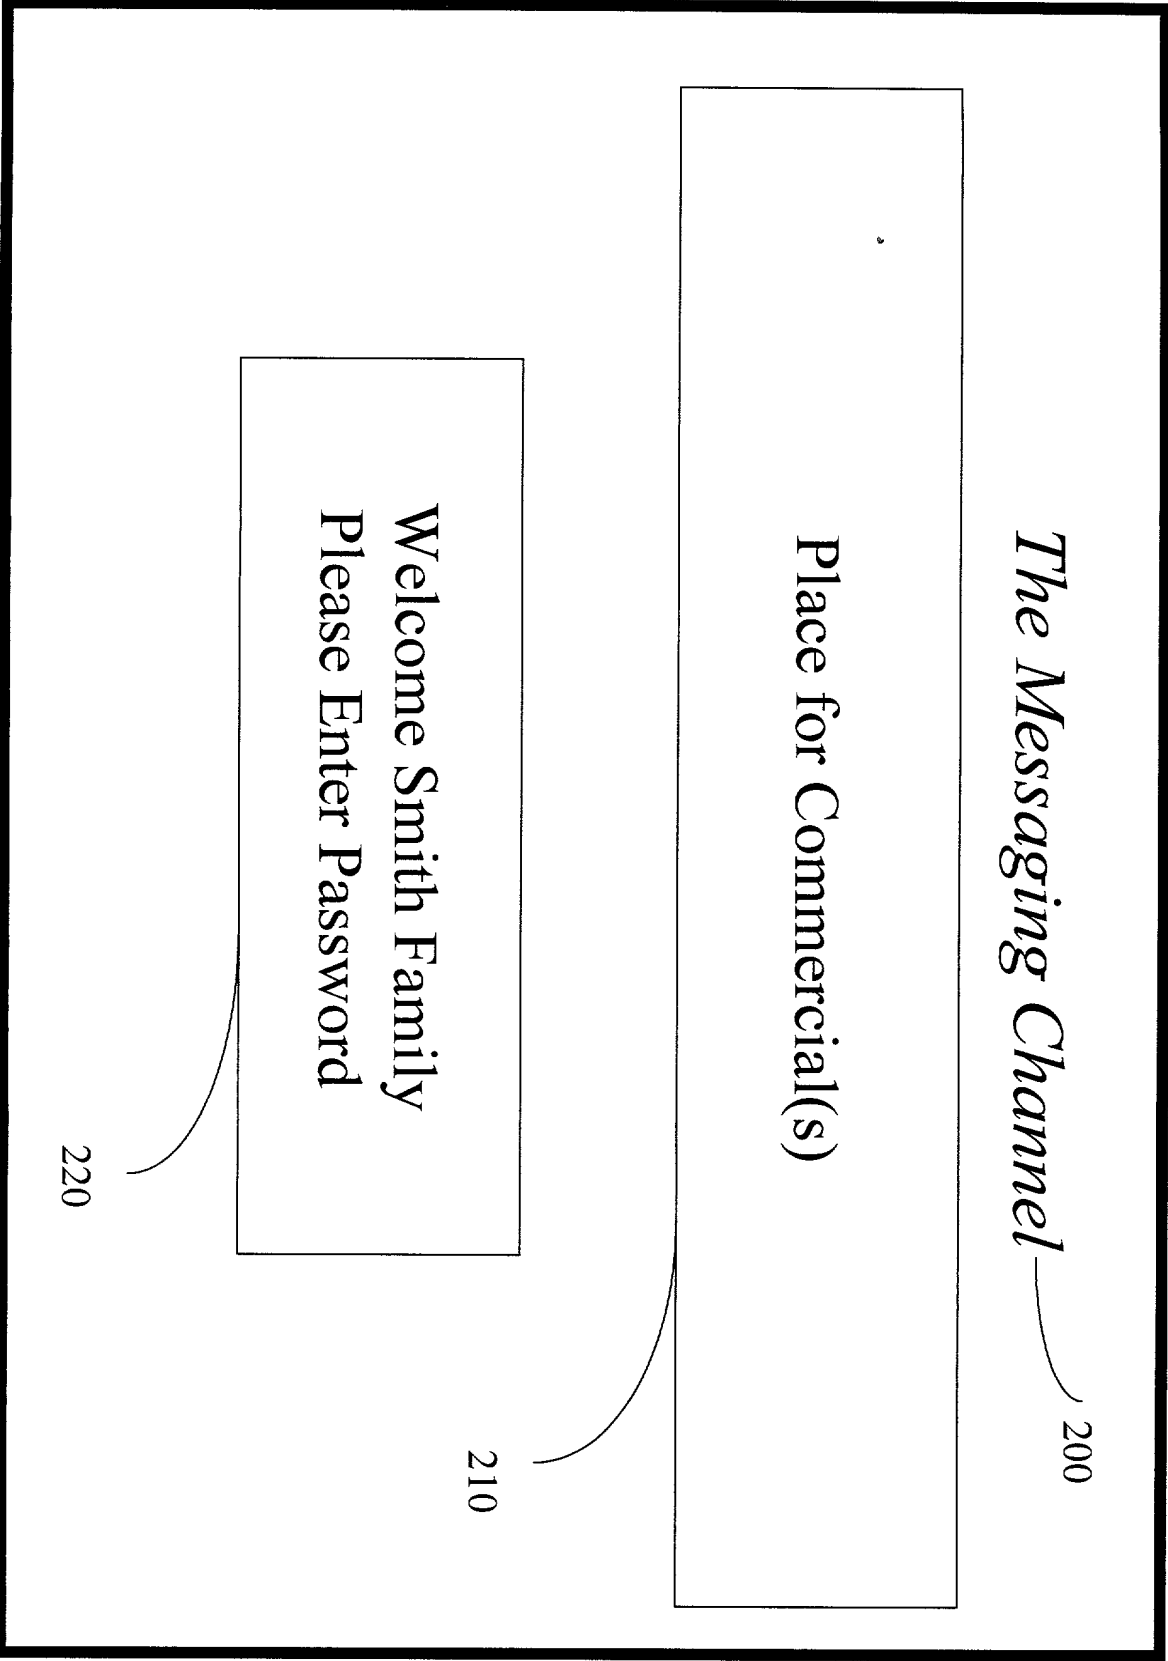 The Messaging Channel
200
Place for Commercial(s)
210
Welcome Smith Family
Please Enter Password
220